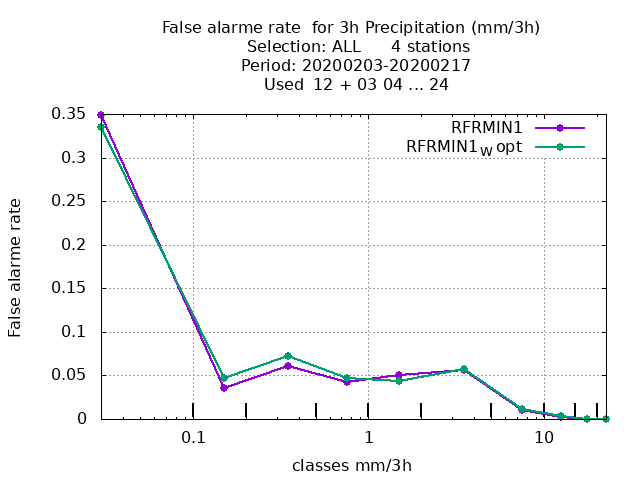 False alarme rate  for 3h Precipitation (mm/3h)
Selection: ALL      4 stations
Period: 20200203-20200217
Used  12 + 03 04 ... 24
RFRMIN1
RFRMIN1W opt
False alarme rate
0.35
0.3
0.25
0.2
0.15
0.1
0.05
0
0.1 1 10
classes mm/3h